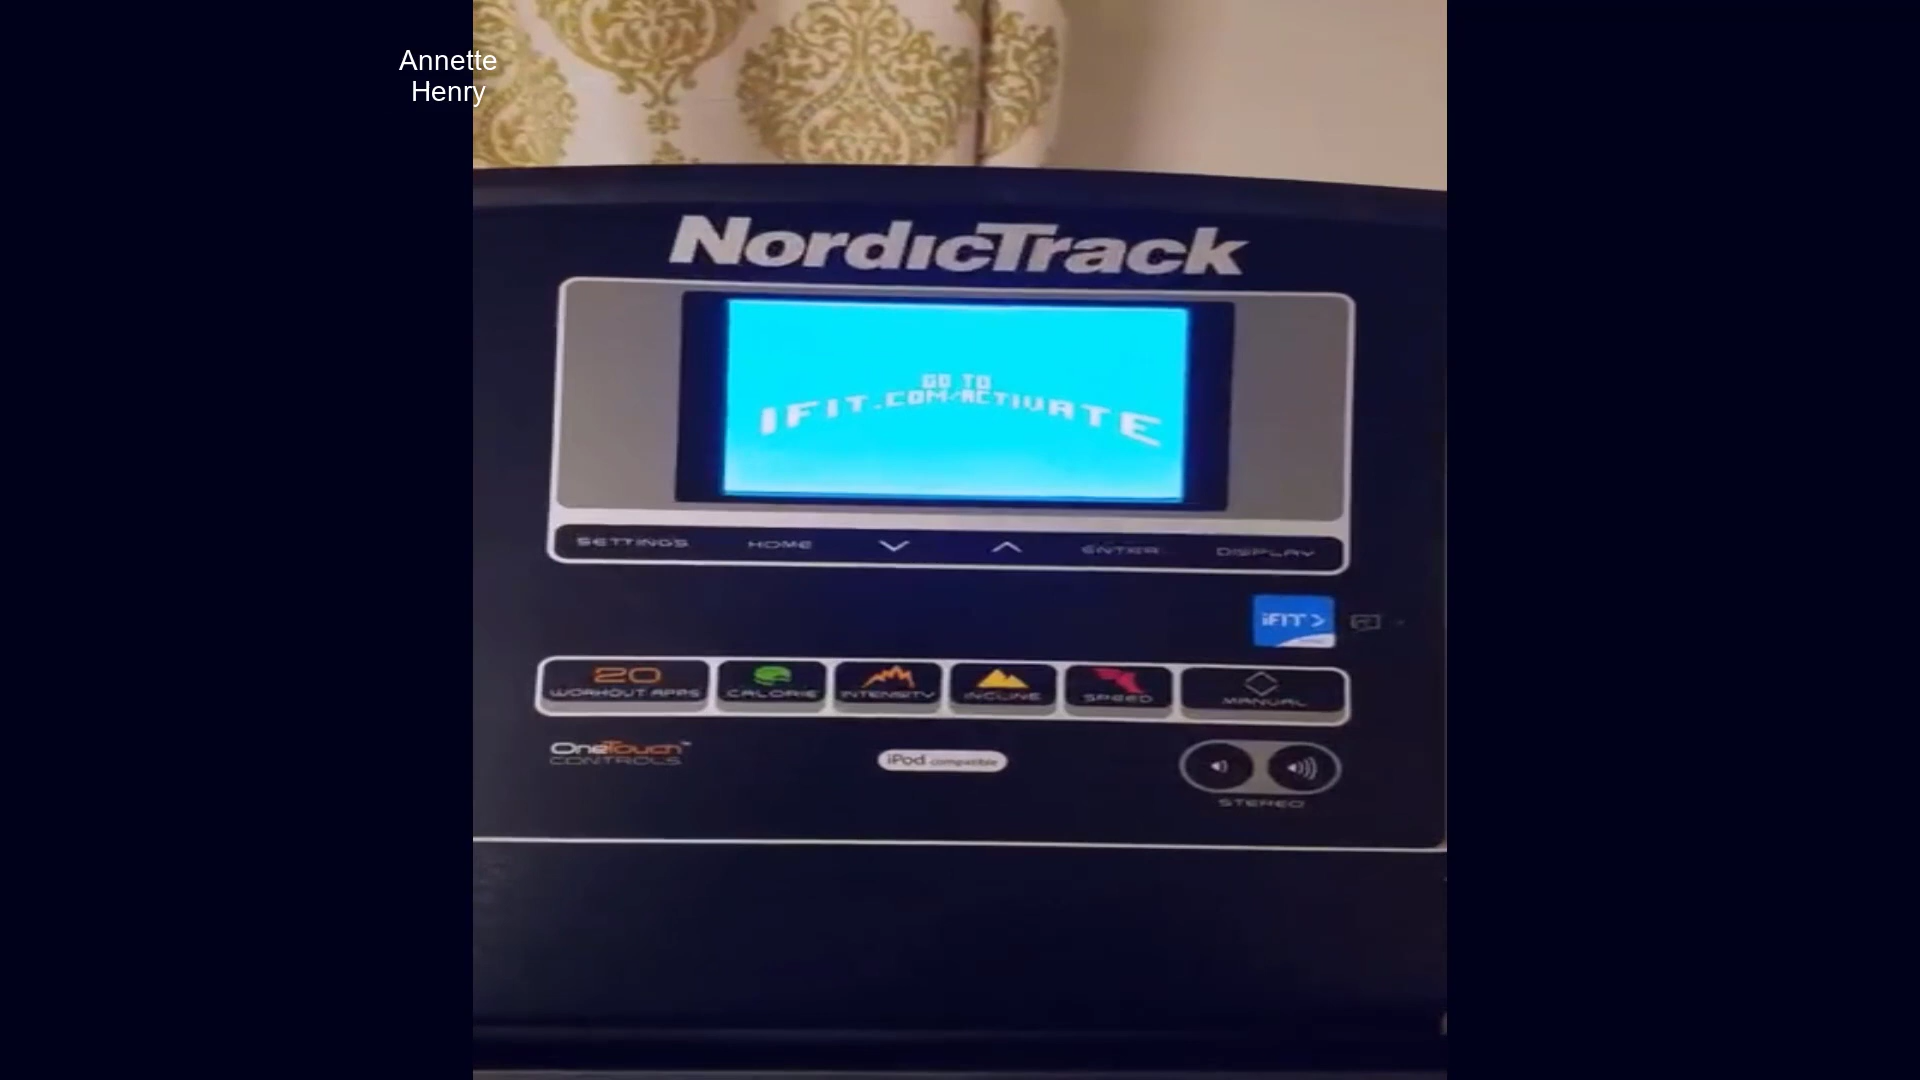 Annette
Henry
NordicTrack
GO TO
IFIT.COM/ACTIVATE
SETTINGS HOME ENTER DISPLAY
iFIT
20
WORKOUT APPS CALORIE INTENSITY INCLINE SPEED MANUAL
OneTouch™
CONTROLS
iPod compatible
STEREO